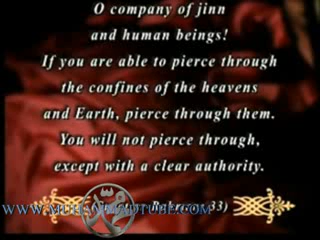 O company of jinn
and human beings!
If you are able to pierce through
the confines of the heavens
and Earth, pierce through them.
You will not pierce through,
except with a clear authority.
33)